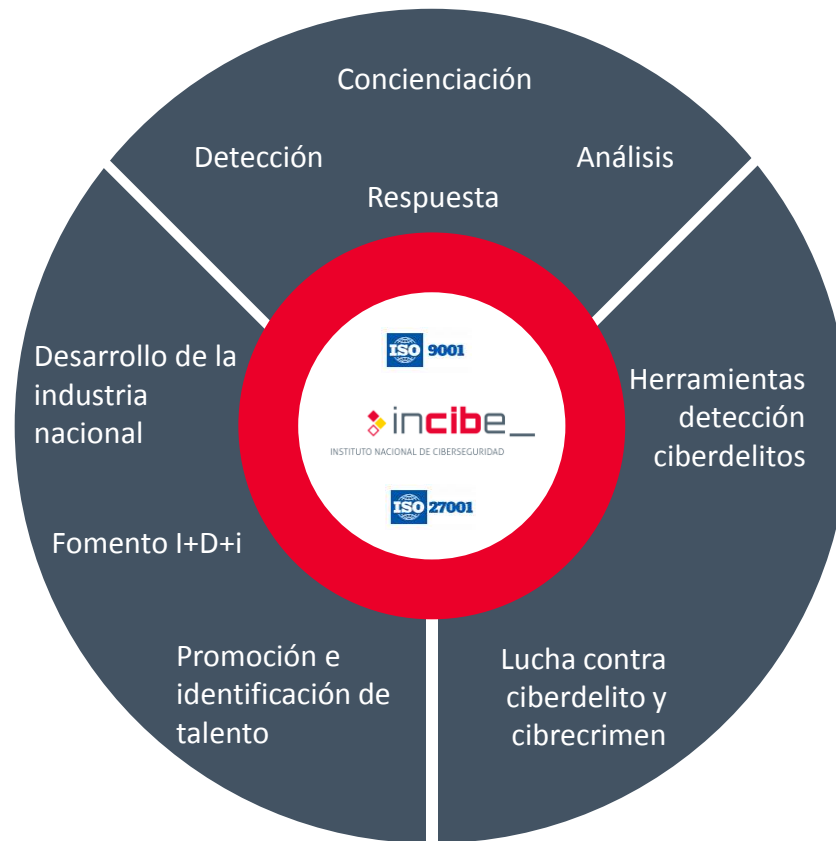 Concienciación
Detección
Análisis
Respuesta
Desarrollo de la
industria
nacional
Fomento I+D+i
Promoción e
identificación de
talento
ISO 9001
incibe_
INSTITUTO NACIONAL DE CIBERSEGURIDAD
ISO 27001
Herramientas
detección
ciberdelitos
Lucha contra
ciberdelito y
cibrecrimen